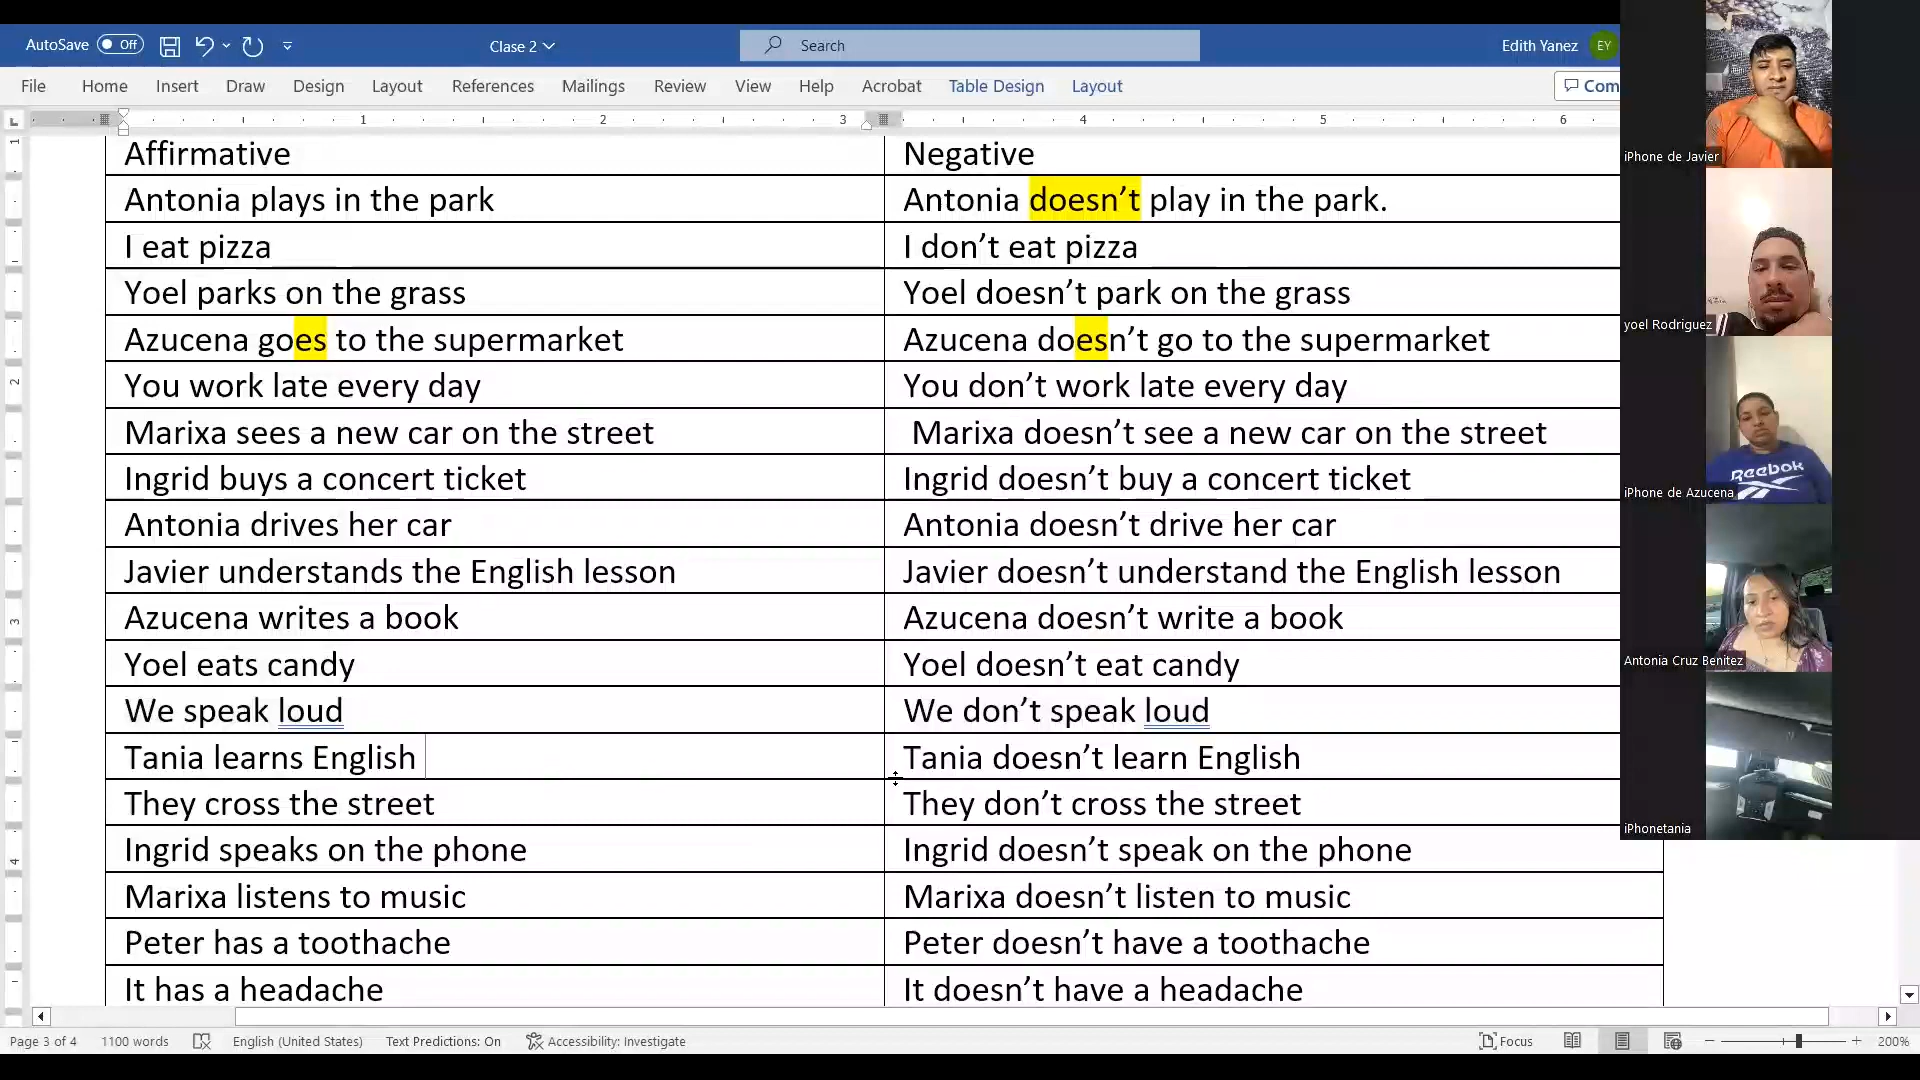 AutoSave Off Clase 2 Search Edith Yanez EY
File Home Insert Draw Design Layout References Mailings Review View Help Acrobat Table Design Layout Com
1 2 3 4 5 6
Affirmative Negative
Antonia plays in the park Antonia doesn’t play in the park.
I eat pizza I don’t eat pizza
Yoel parks on the grass Yoel doesn’t park on the grass
Azucena goes to the supermarket Azucena doesn’t go to the supermarket
You work late every day You don’t work late every day
Marixa sees a new car on the street Marixa doesn’t see a new car on the street
Ingrid buys a concert ticket Ingrid doesn’t buy a concert ticket
Antonia drives her car Antonia doesn’t drive her car
Javier understands the English lesson Javier doesn’t understand the English lesson
Azucena writes a book Azucena doesn’t write a book
Yoel eats candy Yoel doesn’t eat candy
We speak loud We don’t speak loud
Tania learns English Tania doesn’t learn English
They cross the street They don’t cross the street
Ingrid speaks on the phone Ingrid doesn’t speak on the phone
Marixa listens to music Marixa doesn’t listen to music
Peter has a toothache Peter doesn’t have a toothache
It has a headache It doesn’t have a headache
1
2
3
4
iPhone de Javier
yoel Rodriguez
Reebok
iPhone de Azucena
Antonia Cruz Benitez
iPhonetania
Page 3 of 4 1100 words English (United States) Text Predictions: On Accessibility: Investigate Focus 200%